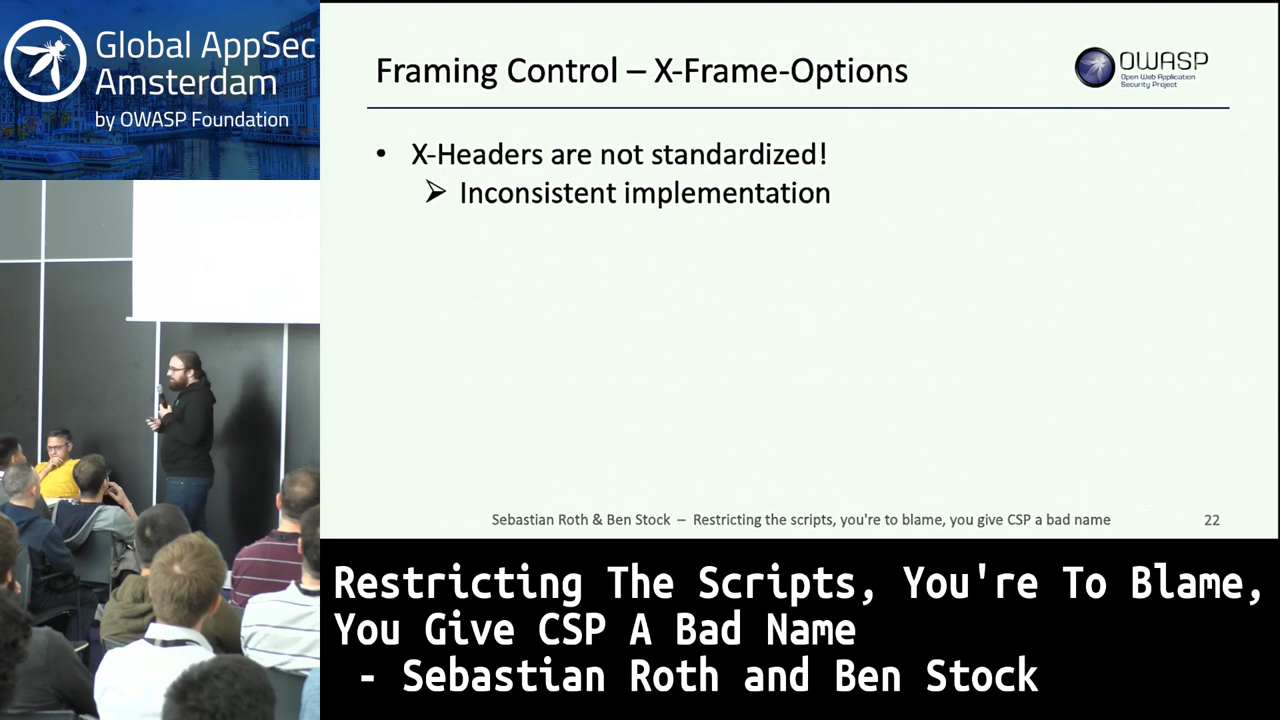 Global AppSec
Amsterdam
by OWASP Foundation
Framing Control – X-Frame-Options
OWASP
Open Web Application
Security Project
• X-Headers are not standardized!
➢ Inconsistent implementation
Sebastian Roth & Ben Stock – Restricting the scripts, you're to blame, you give CSP a bad name
22
Restricting The Scripts, You're To Blame,
You Give CSP A Bad Name
- Sebastian Roth and Ben Stock